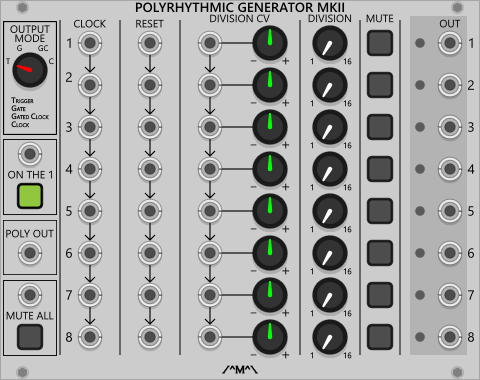 POLYRHYTHMIC GENERATOR MKII
OUTPUT MODE
G GC
T C
Trigger
Gate
Gated Clock
Clock
ON THE 1
POLY OUT
MUTE ALL
CLOCK RESET DIVISION CV DIVISION MUTE OUT
1 - + 1 16 1
2 - + 1 16 2
3 - + 1 16 3
4 - + 1 16 4
5 - + 1 16 5
6 - + 1 16 6
7 - + 1 16 7
8 - + 1 16 8